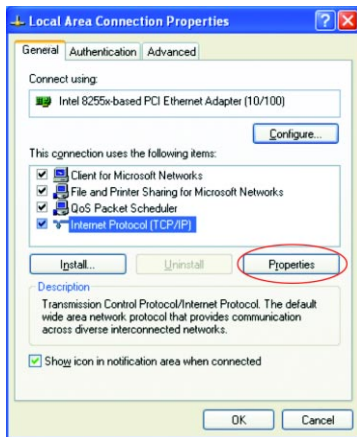 Local Area Connection Properties
General Authentication Advanced
Connect using:
Intel 8255x-based PCI Ethernet Adapter (10/100)
Configure...
This connection uses the following items:
Client for Microsoft Networks
File and Printer Sharing for Microsoft Networks
QoS Packet Scheduler
Internet Protocol (TCP/IP)
Install... Uninstall Properties
Description
Transmission Control Protocol/Internet Protocol. The default
wide area network protocol that provides communication
across diverse interconnected networks.
Show icon in notification area when connected
OK Cancel